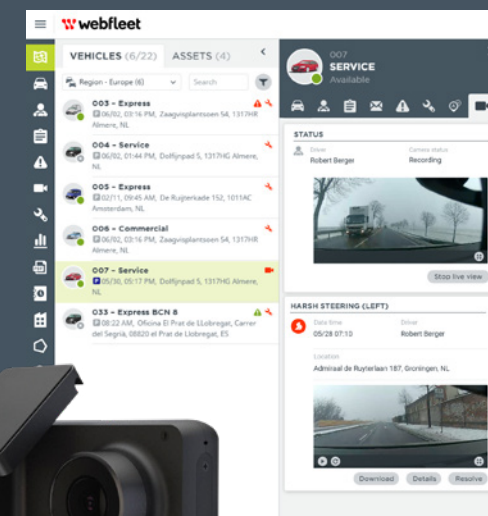 webfleet
VEHICLES (6/22) ASSETS (4)
Region - Europe (6) Search
003 - Express
06/02, 03:16 PM, Zaagvisplantsoen 54, 1317HR
Almere, NL
004 - Service
06/02, 01:44 PM, Dolfijnpad 5, 1317HG Almere,
NL
005 - Express
02/11, 09:45 AM, De Ruijterkade 152, 1011AC
Amsterdam, NL
006 - Commercial
06/02, 03:16 PM, Zaagvisplantsoen 54, 1317HR
Almere, NL
007 - Service
P 05/30, 05:17 PM, Dolfijnpad 5, 1317HG Almere,
NL
033 - Express BCN 8
08:22 AM, Oficina El Prat de LLobregat, Carrer
del Segrià, 08820 el Prat de Llobregat, ES
007
SERVICE
Available
STATUS
Driver Camera status
Robert Berger Recording
Stop live view
HARSH STEERING (LEFT)
Date time Driver
05/28 07:10 Robert Berger
Location
Admiraal de Ruyterlaan 187, Groningen, NL
Download Details Resolve